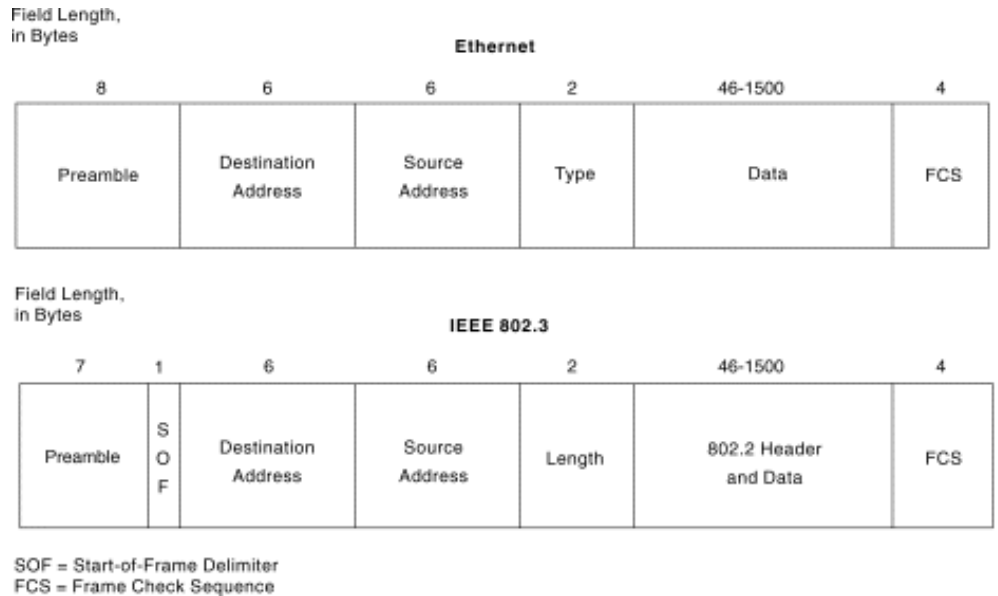 Field Length,
in Bytes
Ethernet
8 6 6 2 46-1500 4
Preamble
Destination
Address
Source
Address
Type
Data
FCS
Field Length,
in Bytes
IEEE 802.3
7 1 6 6 2 46-1500 4
Preamble
S
O
F
Destination
Address
Source
Address
Length
802.2 Header
and Data
FCS
SOF = Start-of-Frame Delimiter
FCS = Frame Check Sequence